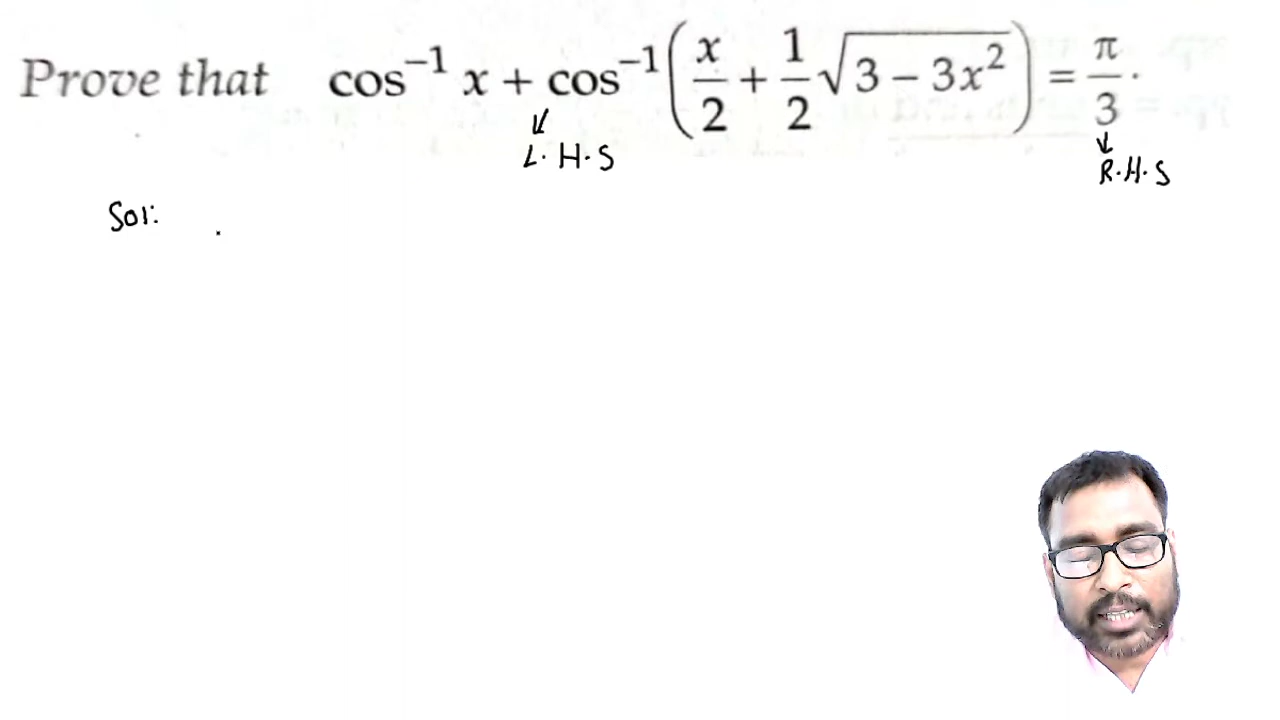 Prove that cos⁻¹ x + cos⁻¹(x/2 + 1/2 √(3 − 3x²)) = π/3.
L.H.S
R.H.S
Sol: